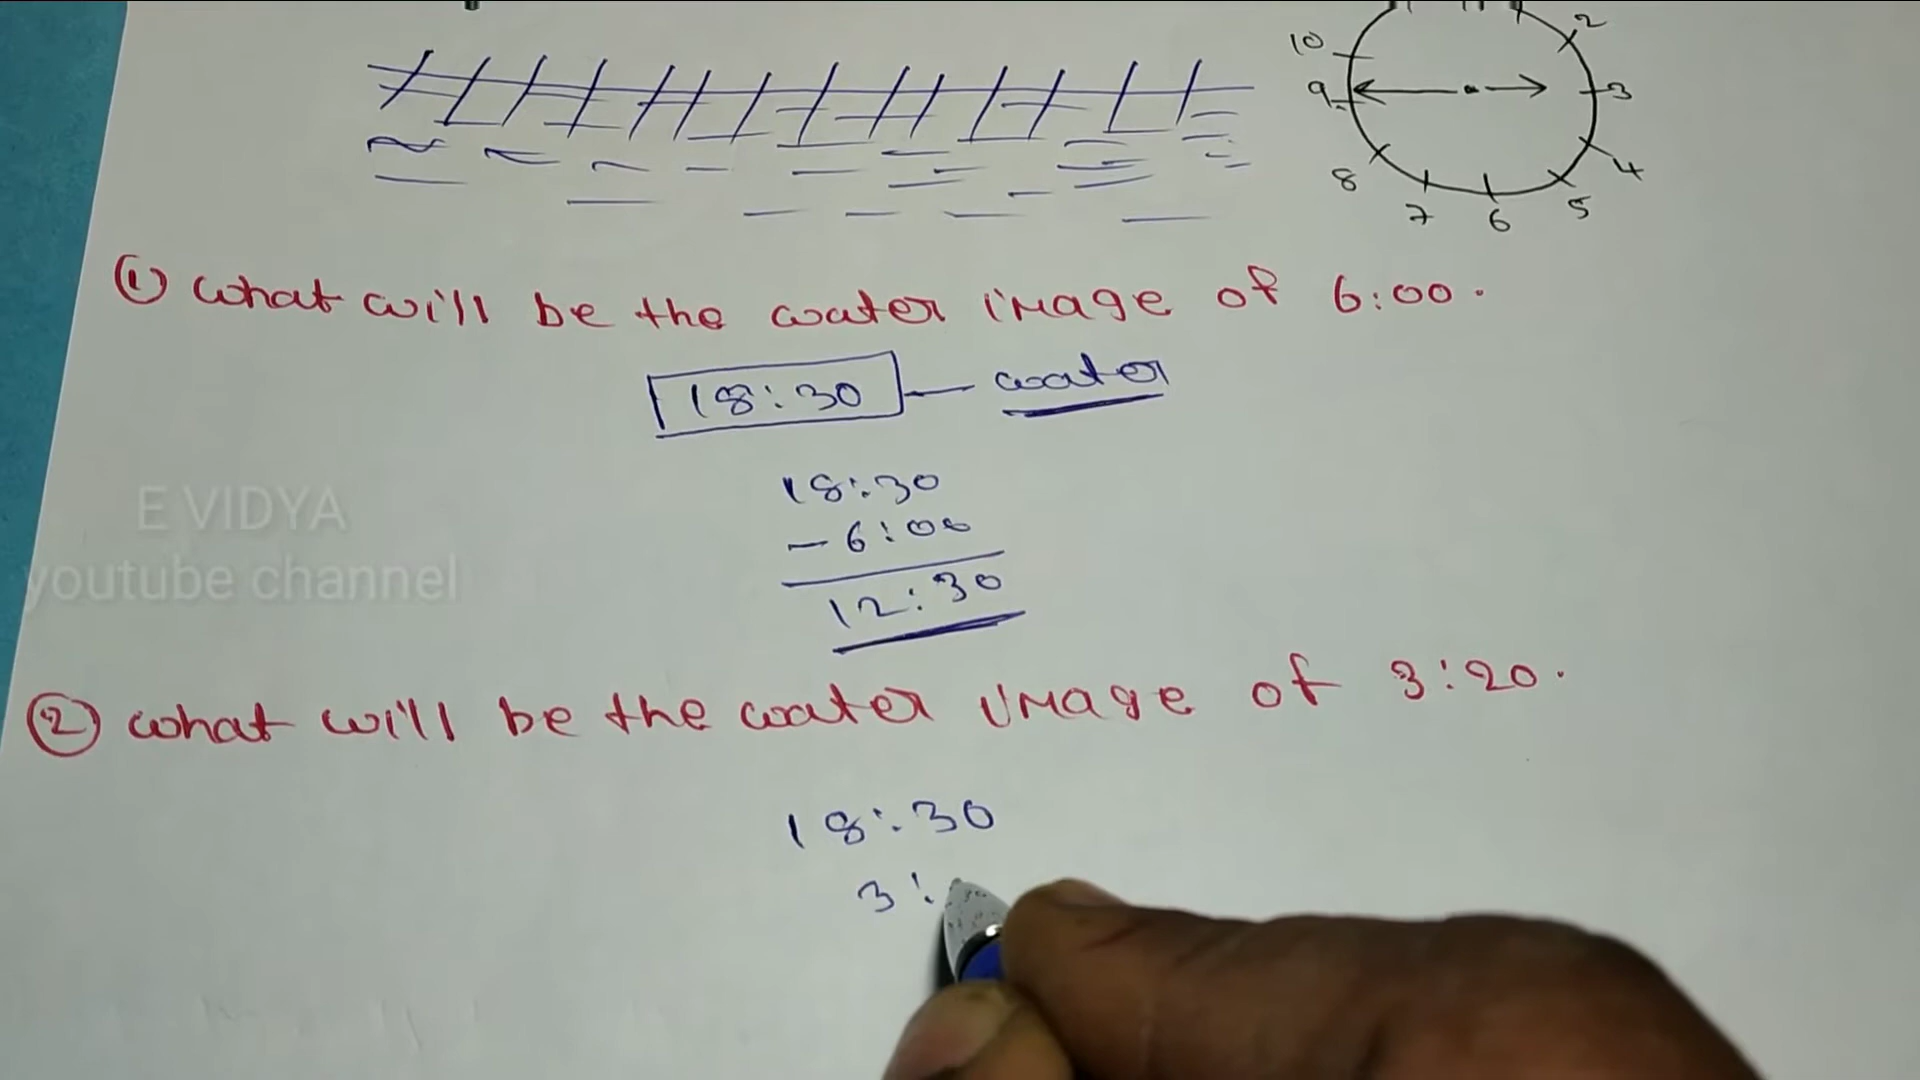 2
10
9
3
8
4
7
6
5
① what will be the water image of 6:00.
18:30 — water
18:30
- 6:00
12:30
E VIDYA
youtube channel
② what will be the water image of 3:20.
18:30
3: